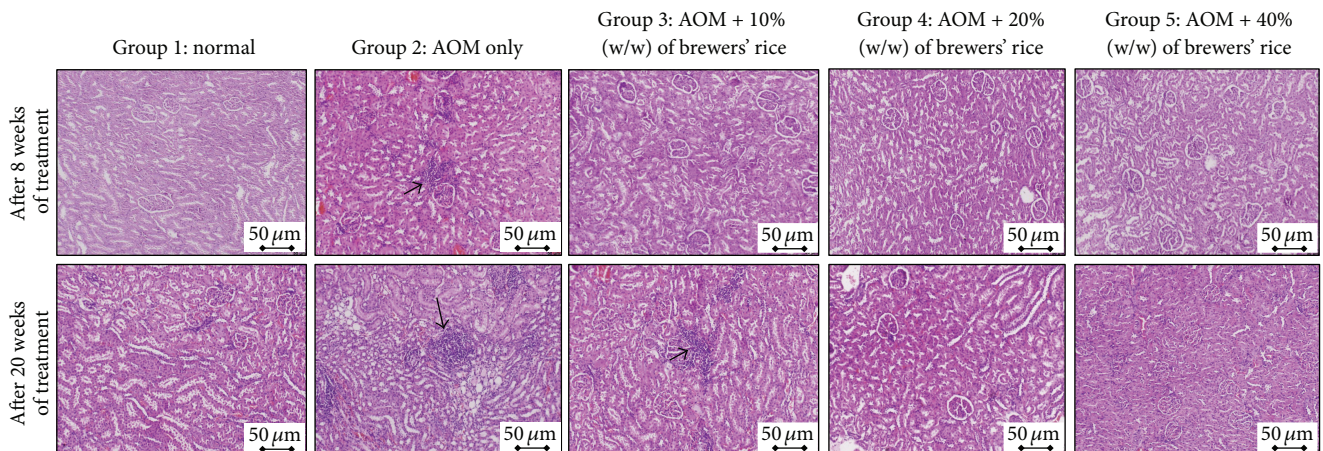 Group 1: normal
Group 2: AOM only
Group 3: AOM + 10%
(w/w) of brewers’ rice
Group 4: AOM + 20%
(w/w) of brewers’ rice
Group 5: AOM + 40%
(w/w) of brewers’ rice
After 8 weeks
of treatment
50 μm
50 μm
50 μm
50 μm
50 μm
After 20 weeks
of treatment
50 μm
50 μm
50 μm
50 μm
50 μm